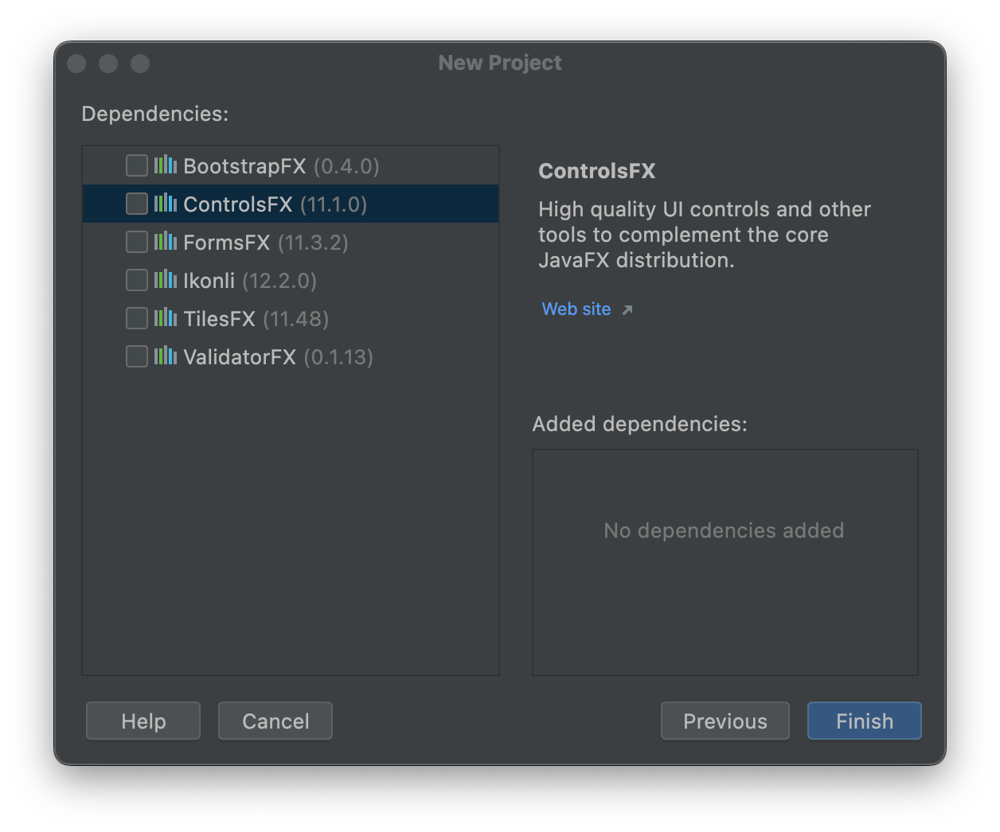 New Project
Dependencies:
BootstrapFX (0.4.0)
ControlsFX (11.1.0)
FormsFX (11.3.2)
Ikonli (12.2.0)
TilesFX (11.48)
ValidatorFX (0.1.13)
ControlsFX
High quality UI controls and other
tools to complement the core
JavaFX distribution.
Web site
Added dependencies:
No dependencies added
Help
Cancel
Previous
Finish